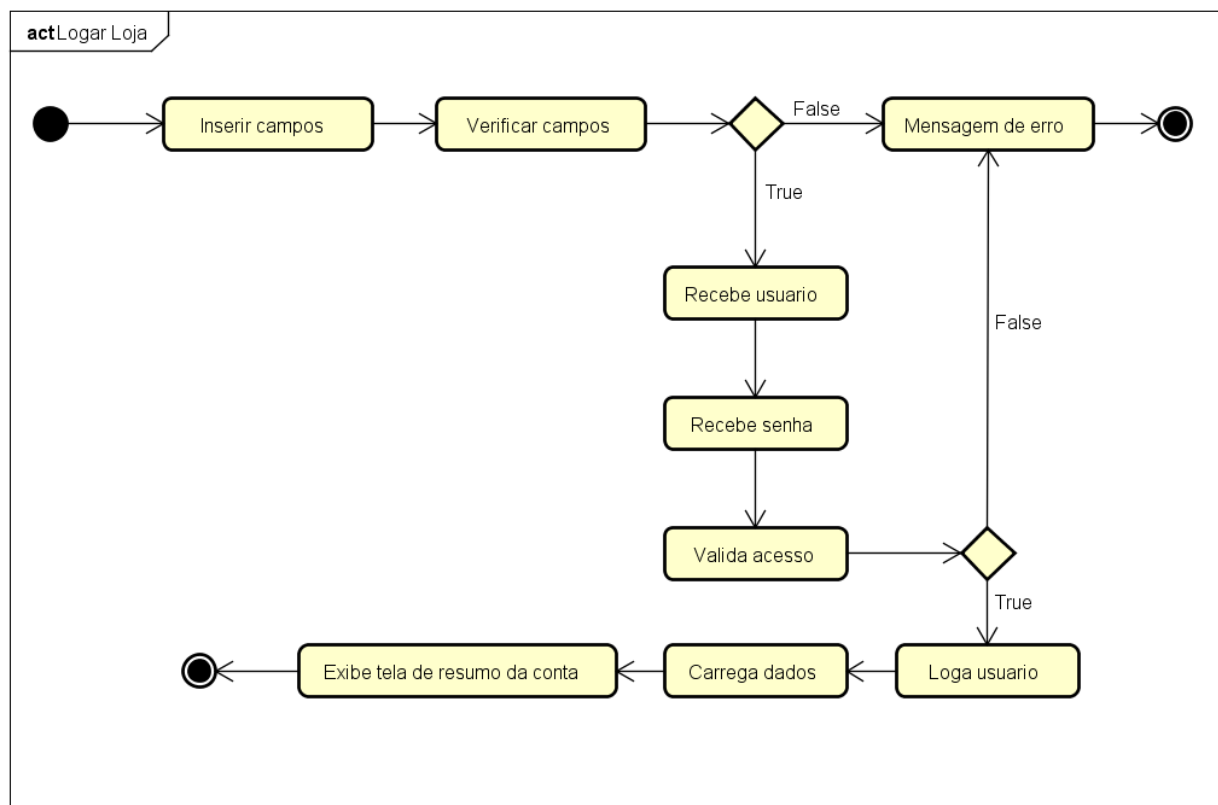 act Logar Loja
Inserir campos
Verificar campos
False
Mensagem de erro
True
Recebe usuario
False
Recebe senha
Valida acesso
True
Exibe tela de resumo da conta
Carrega dados
Loga usuario